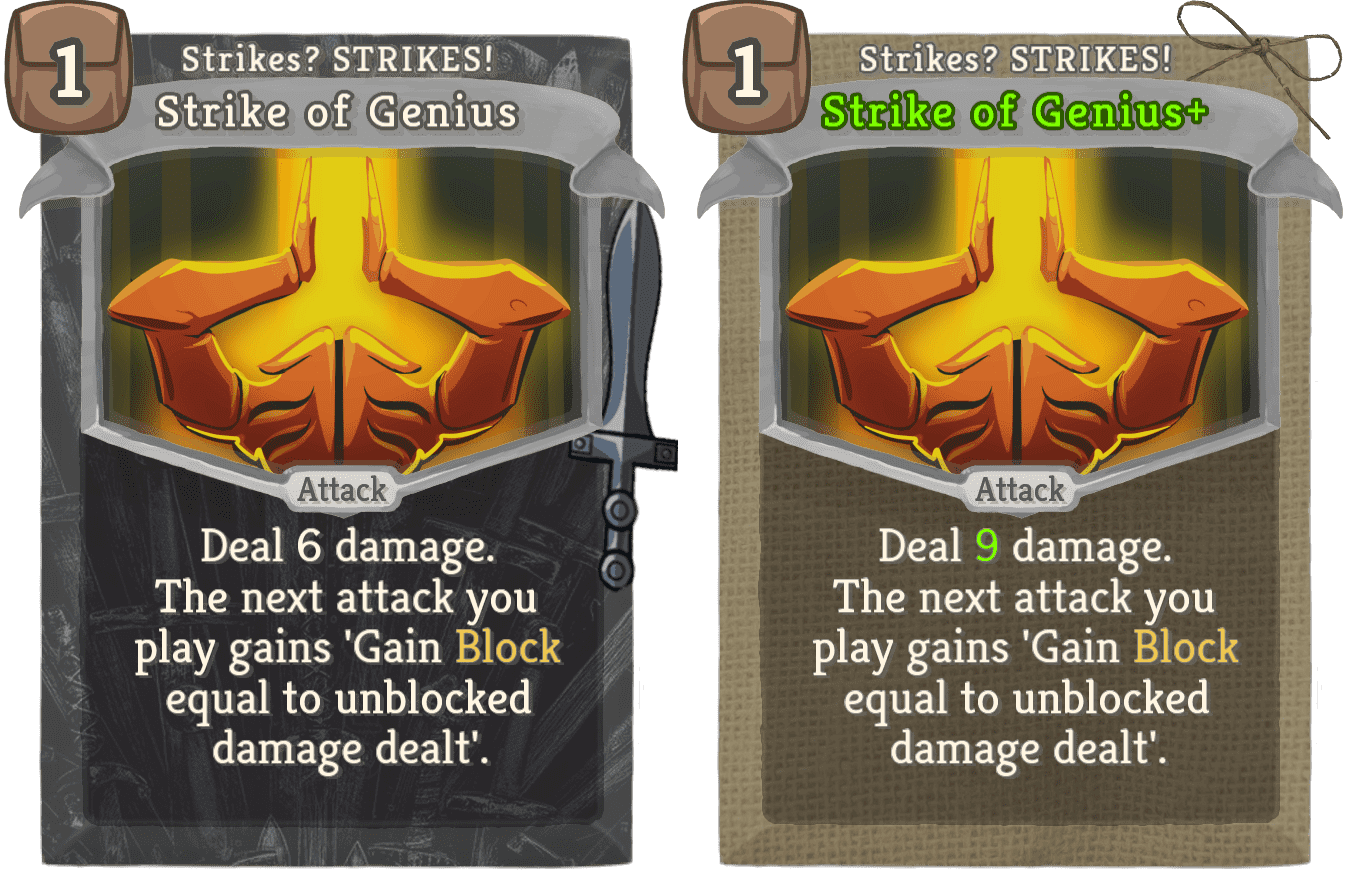 1
Strikes? STRIKES!
Strike of Genius
Attack
Deal 6 damage.
The next attack you
play gains 'Gain Block
equal to unblocked
damage dealt'.
1
Strikes? STRIKES!
Strike of Genius+
Attack
Deal 9 damage.
The next attack you
play gains 'Gain Block
equal to unblocked
damage dealt'.